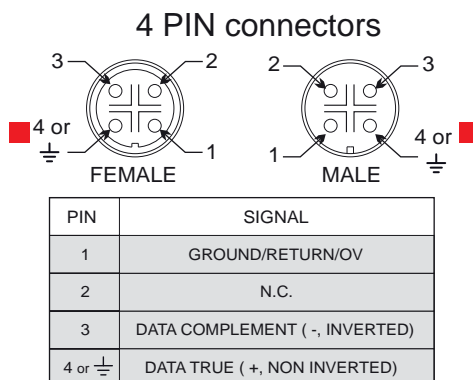 4 PIN connectors
3 2 2 3
4 or 1 1 4 or
FEMALE MALE
PIN SIGNAL
1 GROUND/RETURN/OV
2 N.C.
3 DATA COMPLEMENT ( -, INVERTED)
4 or ⏚ DATA TRUE ( +, NON INVERTED)